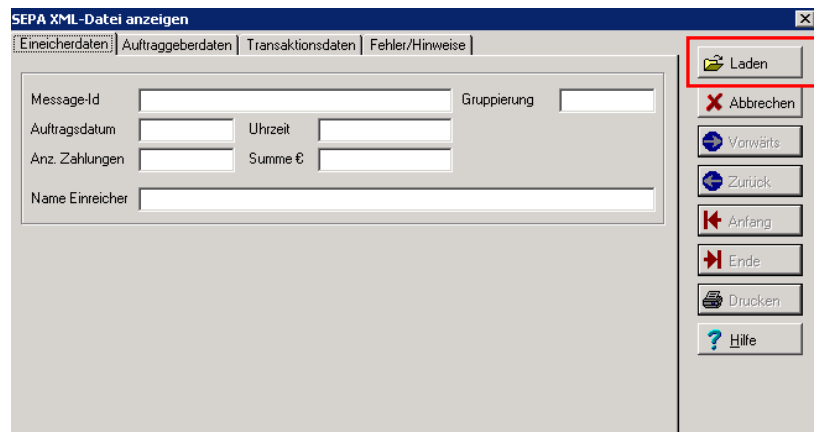 SEPA XML-Datei anzeigen
Eineicherdaten Auftraggeberdaten Transaktionsdaten Fehler/Hinweise
Laden
Message-Id Gruppierung
Abbrechen
Auftragsdatum Uhrzeit
Vorwärts
Anz. Zahlungen Summe €
Zurück
Name Einreicher
Anfang
Ende
Drucken
? Hilfe